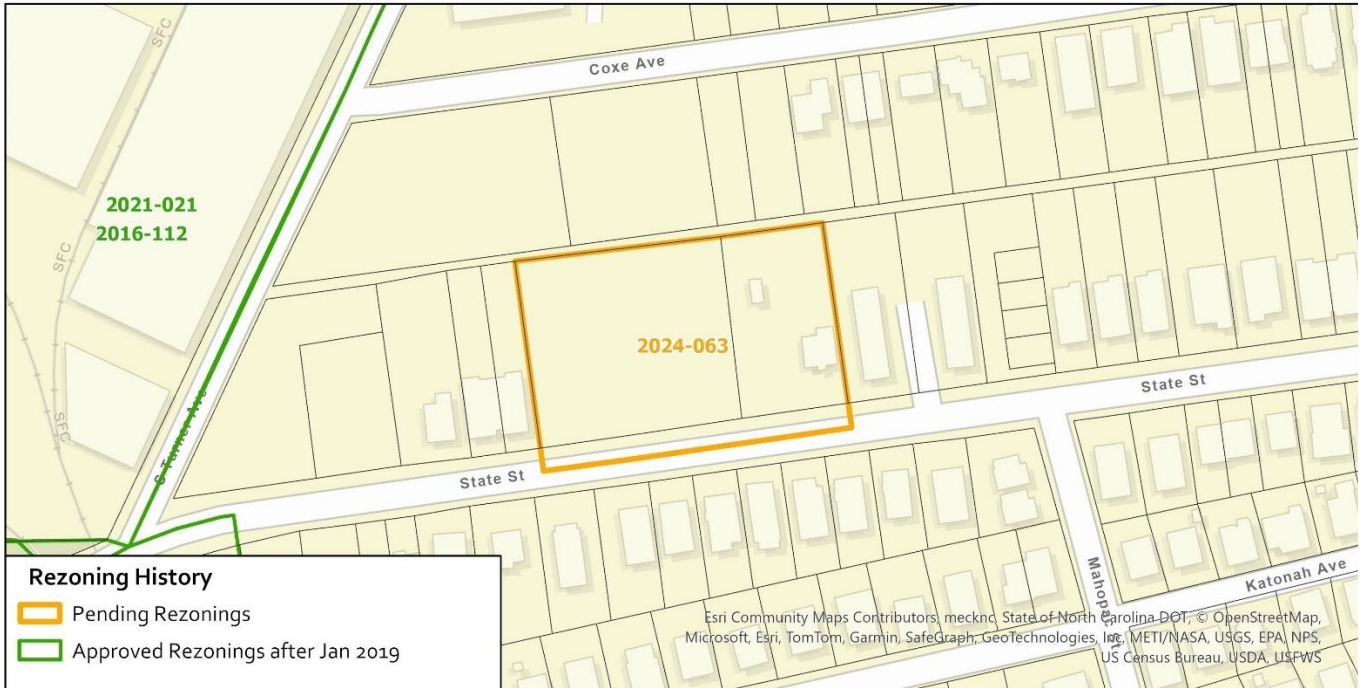 SFC
Coxe Ave
2021-021
2016-112
SFC
2024-063
State St
S Turner Ave
SFC
State St
Mahopac St
Katonah Ave
Rezoning History
Pending Rezonings
Approved Rezonings after Jan 2019
Esri Community Maps Contributors, mecknc, State of North Carolina DOT, © OpenStreetMap,
Microsoft, Esri, TomTom, Garmin, SafeGraph, GeoTechnologies, Inc, METI/NASA, USGS, EPA, NPS,
US Census Bureau, USDA, USFWS